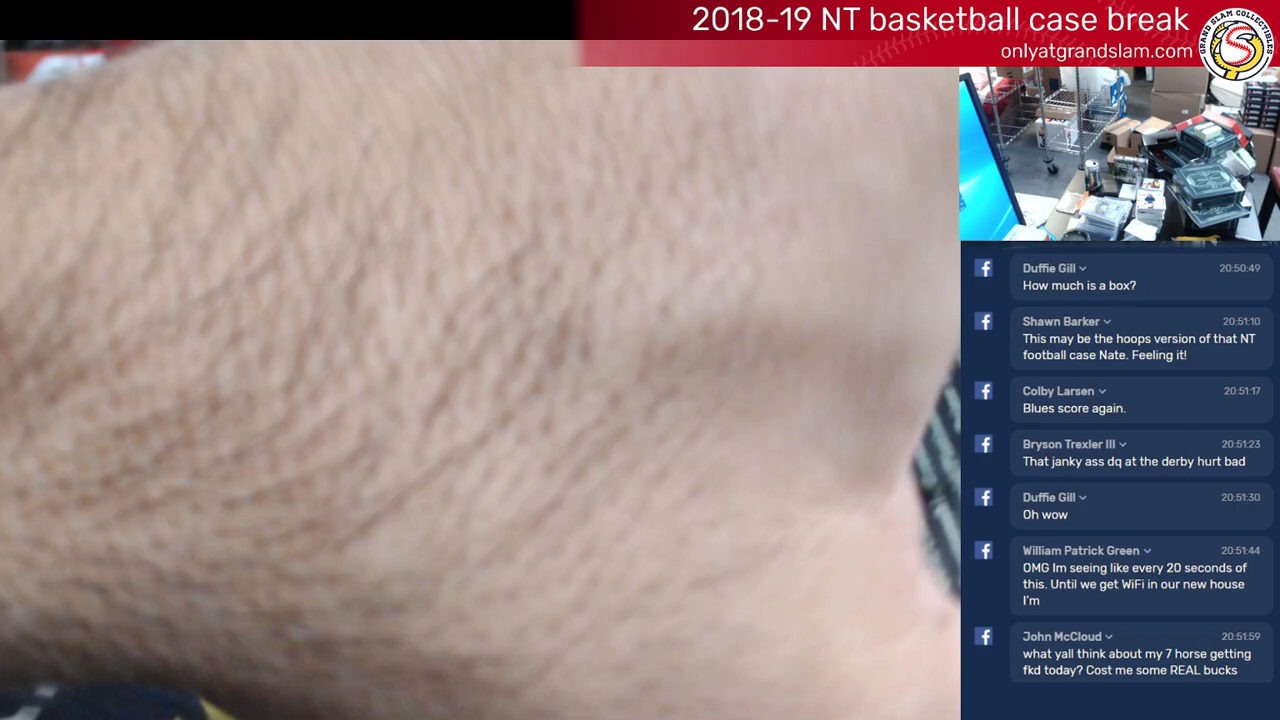 2018-19 NT basketball case break
onlyatgrandslam.com
GRAND SLAM COLLECTIBLES
Duffie Gill 20:50:49
How much is a box?
Shawn Barker 20:51:10
This may be the hoops version of that NT
football case Nate. Feeling it!
Colby Larsen 20:51:17
Blues score again.
Bryson Trexler III 20:51:23
That janky ass dq at the derby hurt bad
Duffie Gill 20:51:30
Oh wow
William Patrick Green 20:51:44
OMG Im seeing like every 20 seconds of
this. Until we get WiFi in our new house
I'm
John McCloud 20:51:59
what yall think about my 7 horse getting
fkd today? Cost me some REAL bucks